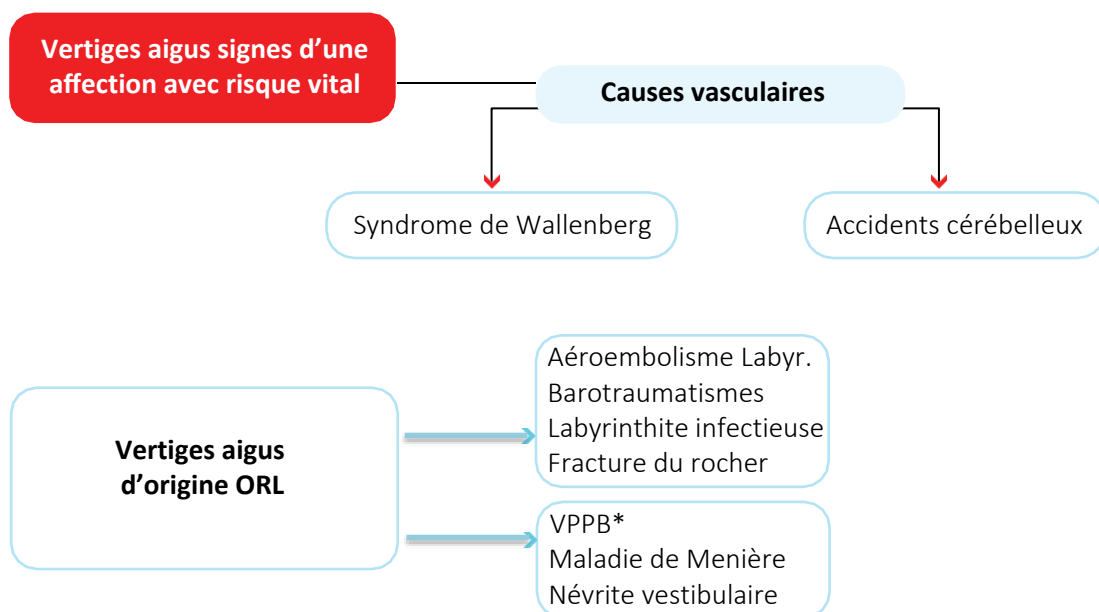 Vertiges aigus signes d’une
affection avec risque vital
Causes vasculaires
Syndrome de Wallenberg
Accidents cérébelleux
Vertiges aigus
d’origine ORL
Aéroembolisme Labyr.
Barotraumatismes
Labyrinthite infectieuse
Fracture du rocher
VPPB*
Maladie de Menière
Névrite vestibulaire